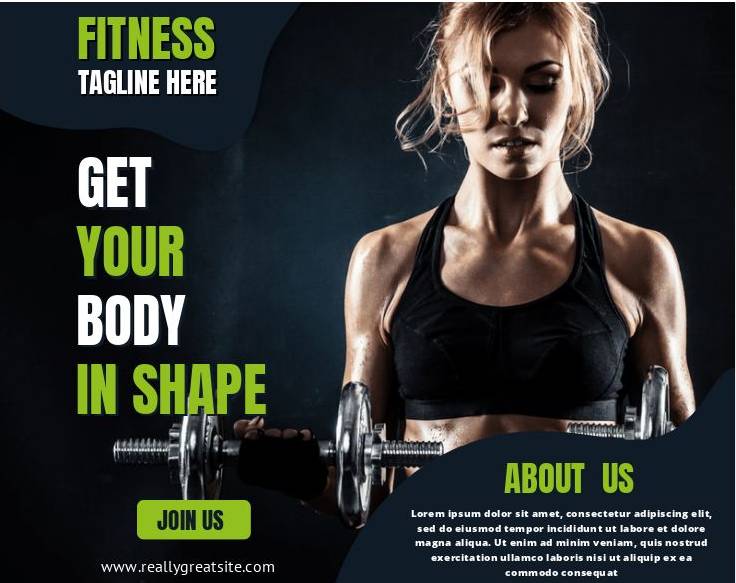 FITNESS
TAGLINE HERE
GET
YOUR
BODY
IN SHAPE
JOIN US
www.reallygreatsite.com
ABOUT US
Lorem ipsum dolor sit amet, consectetur adipiscing elit,
sed do eiusmod tempor incididunt ut labore et dolore
magna aliqua. Ut enim ad minim veniam, quis nostrud
exercitation ullamco laboris nisi ut aliquip ex ea
commodo consequat